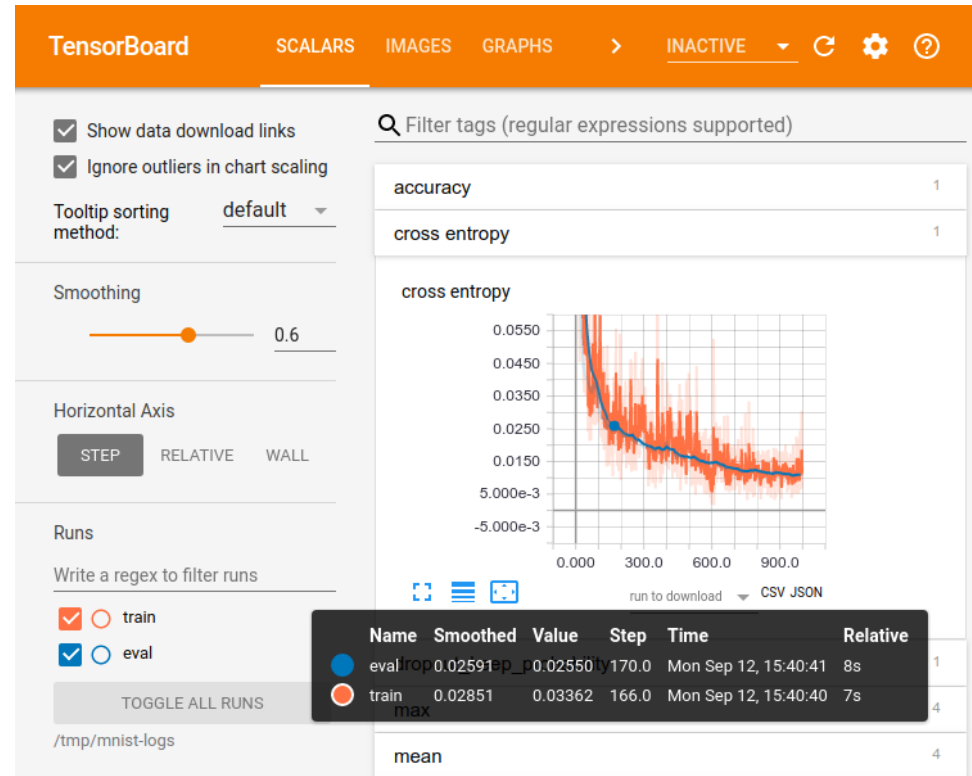 TensorBoard SCALARS IMAGES GRAPHS > INACTIVE
Show data download links
Ignore outliers in chart scaling
Tooltip sorting method: default
Smoothing
0.6
Horizontal Axis
STEP RELATIVE WALL
Runs
Write a regex to filter runs
train
eval
TOGGLE ALL RUNS
/tmp/mnist-logs
Filter tags (regular expressions supported)
accuracy 1
cross entropy 1
cross entropy
0.0550
0.0450
0.0350
0.0250
0.0150
5.000e-3
-5.000e-3
0.000 300.0 600.0 900.0
run to download CSV JSON
Name Smoothed Value Step Time Relative
eval 0.02591 0.02550 170.0 Mon Sep 12, 15:40:41 8s
train 0.02851 0.03362 166.0 Mon Sep 12, 15:40:40 7s
1
max 4
mean 4